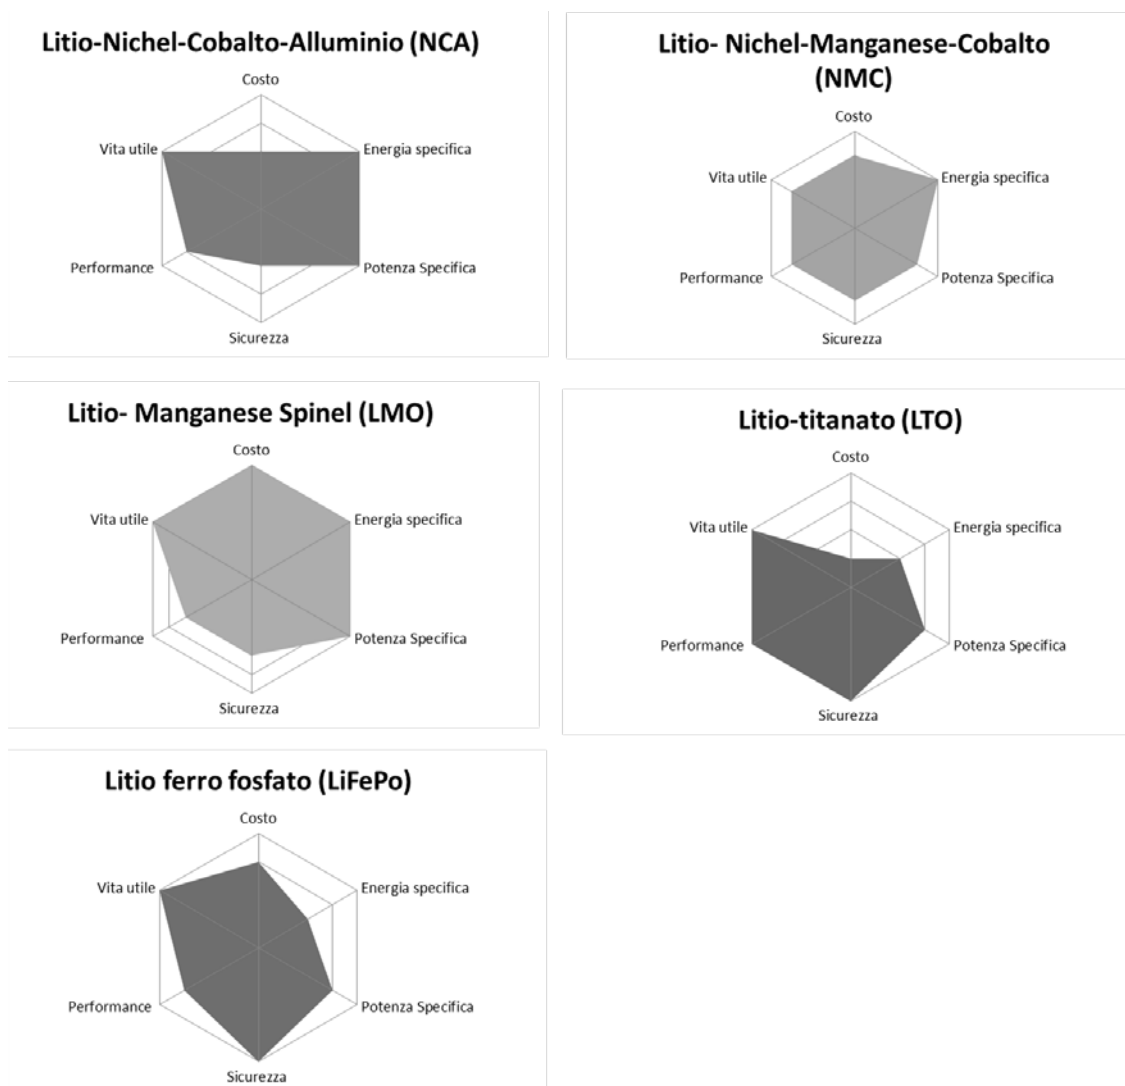 Litio-Nichel-Cobalto-Alluminio (NCA)
Costo
Vita utile
Energia specifica
Performance
Potenza Specifica
Sicurezza
Litio- Nichel-Manganese-Cobalto
(NMC)
Costo
Vita utile
Energia specifica
Performance
Potenza Specifica
Sicurezza
Litio- Manganese Spinel (LMO)
Costo
Vita utile
Energia specifica
Performance
Potenza Specifica
Sicurezza
Litio-titanato (LTO)
Costo
Vita utile
Energia specifica
Performance
Potenza Specifica
Sicurezza
Litio ferro fosfato (LiFePo)
Costo
Vita utile
Energia specifica
Performance
Potenza Specifica
Sicurezza